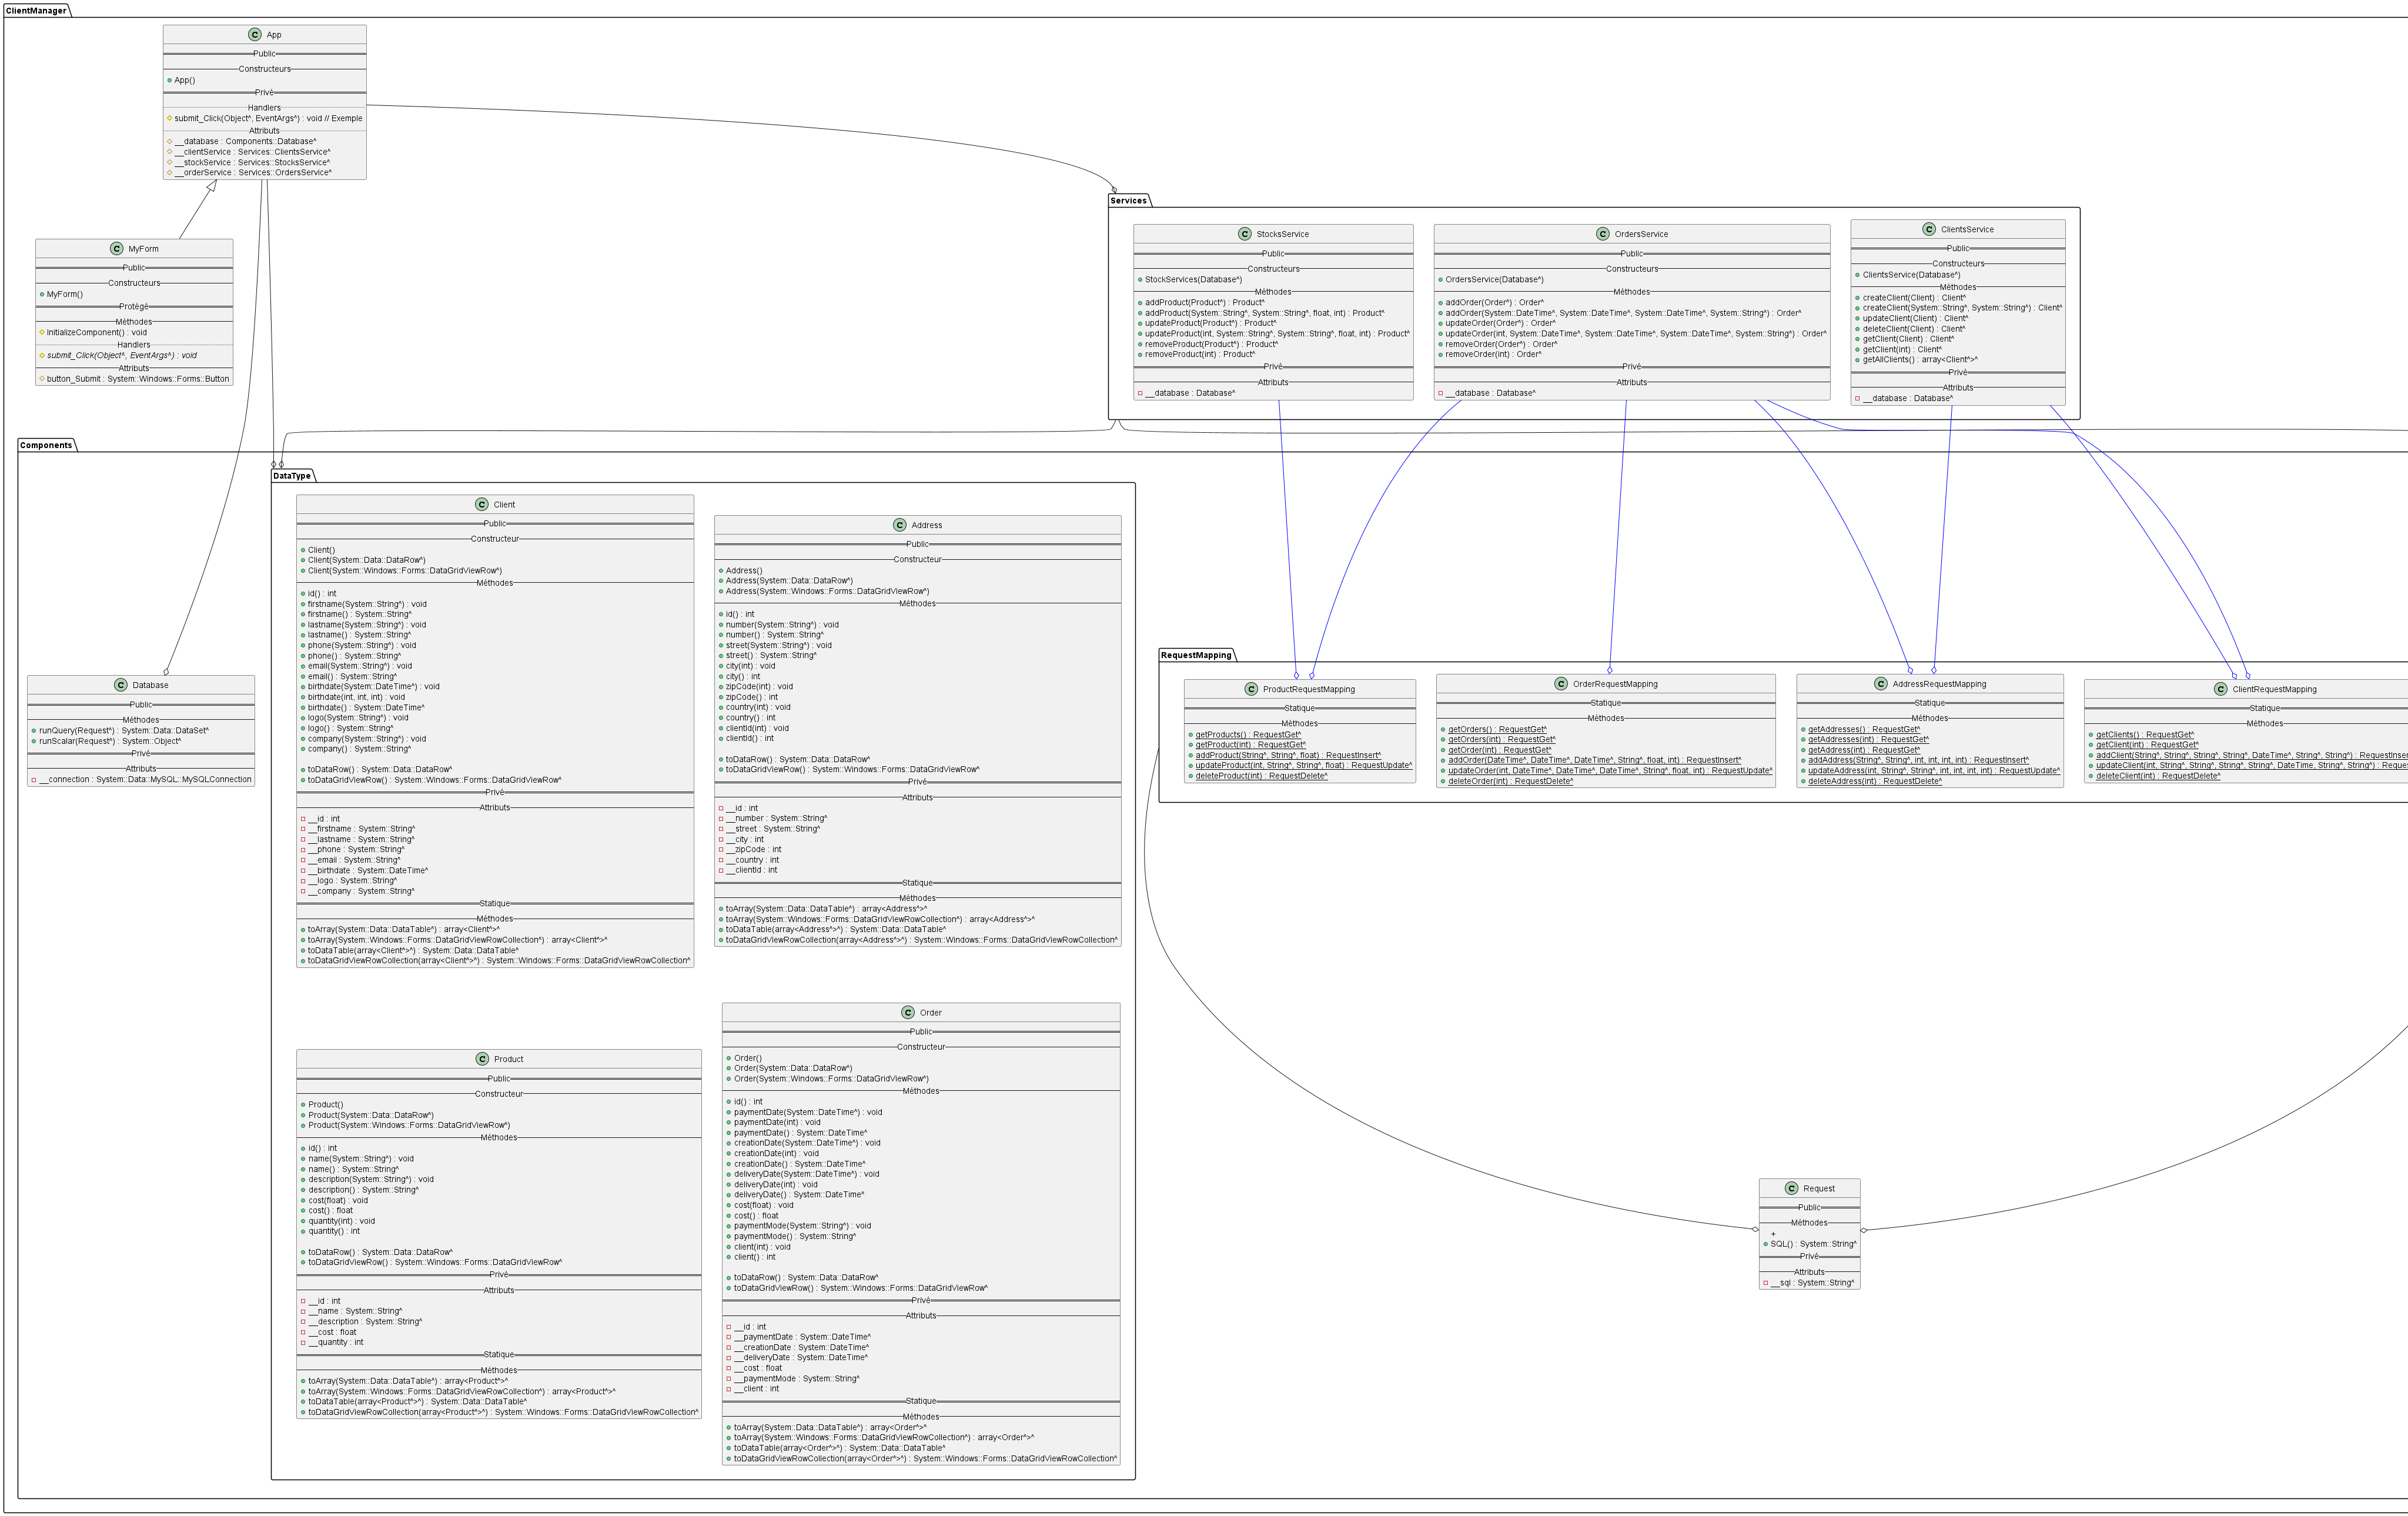 ClientManager
App
Public
Constructeurs
App()
Privé
Handlers
submit_Click(Object^, EventArgs^) : void // Exemple
Attributs
__database : Components::Database^
__clientService : Services::ClientsService^
__stockService : Services::StocksService^
__orderService : Services::OrdersService^
MyForm
Public
Constructeurs
MyForm()
Protégé
Méthodes
InitializeComponent() : void
Handlers
submit_Click(Object^, EventArgs^) : void
Attributs
button_Submit : System::Windows::Forms::Button
Services
StocksService
Public
Constructeurs
StockServices(Database^)
Méthodes
addProduct(Product^) : Product^
addProduct(System::String^, System::String^, float, int) : Product^
updateProduct(Product^) : Product^
updateProduct(int, System::String^, System::String^, float, int) : Product^
removeProduct(Product^) : Product^
removeProduct(int) : Product^
Privé
Attributs
__database : Database^
OrdersService
Public
Constructeurs
OrdersService(Database^)
Méthodes
addOrder(Order^) : Order^
addOrder(System::DateTime^, System::DateTime^, System::DateTime^, System::String^) : Order^
updateOrder(Order^) : Order^
updateOrder(int, System::DateTime^, System::DateTime^, System::DateTime^, System::String^) : Order^
removeOrder(Order^) : Order^
removeOrder(int) : Order^
Privé
Attributs
__database : Database^
ClientsService
Public
Constructeurs
ClientsService(Database^)
Méthodes
createClient(Client) : Client^
createClient(System::String^, System::String^) : Client^
updateClient(Client) : Client^
deleteClient(Client) : Client^
getClient(Client) : Client^
getClient(int) : Client^
getAllClients() : array<Client^>^
Privé
Attributs
__database : Database^
Components
Database
Public
Méthodes
runQuery(Request^) : System::Data::DataSet^
runScalar(Request^) : System::Object^
Privé
Attributs
__connection : System::Data::MySQL::MySQLConnection
DataType
Client
Public
Constructeur
Client()
Client(System::Data::DataRow^)
Client(System::Windows::Forms::DataGridViewRow^)
Méthodes
id() : int
firstname(System::String^) : void
firstname() : System::String^
lastname(System::String^) : void
lastname() : System::String^
phone(System::String^) : void
phone() : System::String^
email(System::String^) : void
email() : System::String^
birthdate(System::DateTime^) : void
birthdate(int, int, int) : void
birthdate() : System::DateTime^
logo(System::String^) : void
logo() : System::String^
company(System::String^) : void
company() : System::String^
toDataRow() : System::Data::DataRow^
toDataGridViewRow() : System::Windows::Forms::DataGridViewRow^
Privé
Attributs
__id : int
__firstname : System::String^
__lastname : System::String^
__phone : System::String^
__email : System::String^
__birthdate : System::DateTime^
__logo : System::String^
__company : System::String^
Statique
Méthodes
toArray(System::Data::DataTable^) : array<Client^>^
toArray(System::Windows::Forms::DataGridViewRowCollection^) : array<Client^>^
toDataTable(array<Client^>^) : System::Data::DataTable^
toDataGridViewRowCollection(array<Client^>^) : System::Windows::Forms::DataGridViewRowCollection^
Address
Public
Constructeur
Address()
Address(System::Data::DataRow^)
Address(System::Windows::Forms::DataGridViewRow^)
Méthodes
id() : int
number(System::String^) : void
number() : System::String^
street(System::String^) : void
street() : System::String^
city(int) : void
city() : int
zipCode(int) : void
zipCode() : int
country(int) : void
country() : int
clientId(int) : void
clientId() : int
toDataRow() : System::Data::DataRow^
toDataGridViewRow() : System::Windows::Forms::DataGridViewRow^
Privé
Attributs
__id : int
__number : System::String^
__street : System::String^
__city : int
__zipCode : int
__country : int
__clientId : int
Statique
Méthodes
toArray(System::Data::DataTable^) : array<Address^>^
toArray(System::Windows::Forms::DataGridViewRowCollection^) : array<Address^>^
toDataTable(array<Address^>^) : System::Data::DataTable^
toDataGridViewRowCollection(array<Address^>^) : System::Windows::Forms::DataGridViewRowCollection^
Product
Public
Constructeur
Product()
Product(System::Data::DataRow^)
Product(System::Windows::Forms::DataGridViewRow^)
Méthodes
id() : int
name(System::String^) : void
name() : System::String^
description(System::String^) : void
description() : System::String^
cost(float) : void
cost() : float
quantity(int) : void
quantity() : int
toDataRow() : System::Data::DataRow^
toDataGridViewRow() : System::Windows::Forms::DataGridViewRow^
Privé
Attributs
__id : int
__name : System::String^
__description : System::String^
__cost : float
__quantity : int
Statique
Méthodes
toArray(System::Data::DataTable^) : array<Product^>^
toArray(System::Windows::Forms::DataGridViewRowCollection^) : array<Product^>^
toDataTable(array<Product^>^) : System::Data::DataTable^
toDataGridViewRowCollection(array<Product^>^) : System::Windows::Forms::DataGridViewRowCollection^
Order
Public
Constructeur
Order()
Order(System::Data::DataRow^)
Order(System::Windows::Forms::DataGridViewRow^)
Méthodes
id() : int
paymentDate(System::DateTime^) : void
paymentDate(int) : void
paymentDate() : System::DateTime^
creationDate(System::DateTime^) : void
creationDate(int) : void
creationDate() : System::DateTime^
deliveryDate(System::DateTime^) : void
deliveryDate(int) : void
deliveryDate() : System::DateTime^
cost(float) : void
cost() : float
paymentMode(System::String^) : void
paymentMode() : System::String^
client(int) : void
client() : int
toDataRow() : System::Data::DataRow^
toDataGridViewRow() : System::Windows::Forms::DataGridViewRow^
Privé
Attributs
__id : int
__paymentDate : System::DateTime^
__creationDate : System::DateTime^
__deliveryDate : System::DateTime^
__cost : float
__paymentMode : System::String^
__client : int
Statique
Méthodes
toArray(System::Data::DataTable^) : array<Order^>^
toArray(System::Windows::Forms::DataGridViewRowCollection^) : array<Order^>^
toDataTable(array<Order^>^) : System::Data::DataTable^
toDataGridViewRowCollection(array<Order^>^) : System::Windows::Forms::DataGridViewRowCollection^
RequestMapping
ProductRequestMapping
Statique
Méthodes
getProducts() : RequestGet^
getProduct(int) : RequestGet^
addProduct(String^, String^, float) : RequestInsert^
updateProduct(int, String^, String^, float) : RequestUpdate^
deleteProduct(int) : RequestDelete^
OrderRequestMapping
Statique
Méthodes
getOrders() : RequestGet^
getOrders(int) : RequestGet^
getOrder(int) : RequestGet^
addOrder(DateTime^, DateTime^, DateTime^, String^, float, int) : RequestInsert^
updateOrder(int, DateTime^, DateTime^, DateTime^, String^, float, int) : RequestUpdate^
deleteOrder(int) : RequestDelete^
AddressRequestMapping
Statique
Méthodes
getAddresses() : RequestGet^
getAddresses(int) : RequestGet^
getAddress(int) : RequestGet^
addAddress(String^, String^, int, int, int, int) : RequestInsert^
updateAddress(int, String^, String^, int, int, int, int) : RequestUpdate^
deleteAddress(int) : RequestDelete^
ClientRequestMapping
Statique
Méthodes
getClients() : RequestGet^
getClient(int) : RequestGet^
addClient(String^, String^, String^, String^, DateTime^, String^, String^) : RequestInser
updateClient(int, String^, String^, String^, String^, DateTime, String^, String^) : Reques
deleteClient(int) : RequestDelete^
Request
Public
Méthodes
+
SQL() : System::String^
Privé
Attributs
__sql : System::String^